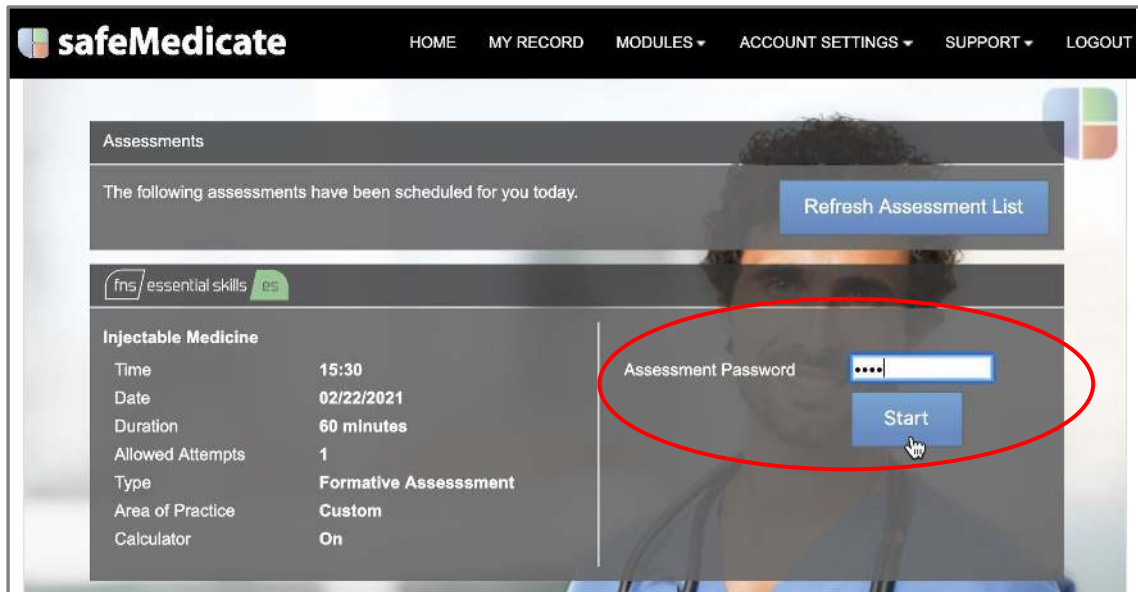 safeMedicate
HOME MY RECORD MODULES ACCOUNT SETTINGS SUPPORT LOGOUT
Assessments
The following assessments have been scheduled for you today.
Refresh Assessment List
fns essential skills es
Injectable Medicine
Time 15:30
Date 02/22/2021
Duration 60 minutes
Allowed Attempts 1
Type Formative Assesssment
Area of Practice Custom
Calculator On
Assessment Password ••••
Start